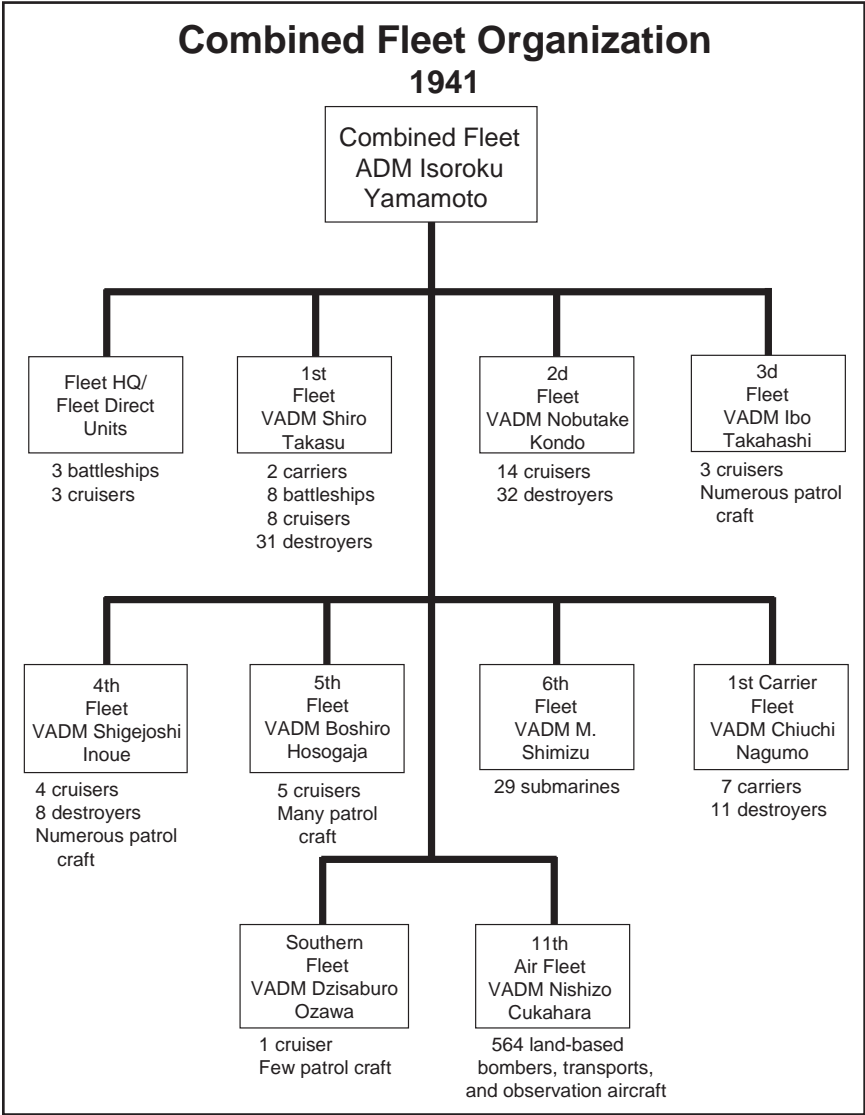 Combined Fleet Organization
1941
Combined Fleet
ADM Isoroku
Yamamoto
Fleet HQ/
Fleet Direct
Units
3 battleships
3 cruisers
1st
Fleet
VADM Shiro
Takasu
2 carriers
8 battleships
8 cruisers
31 destroyers
2d
Fleet
VADM Nobutake
Kondo
14 cruisers
32 destroyers
3d
Fleet
VADM Ibo
Takahashi
3 cruisers
Numerous patrol
craft
4th
Fleet
VADM Shigejoshi
Inoue
4 cruisers
8 destroyers
Numerous patrol
craft
5th
Fleet
VADM Boshiro
Hosogaja
5 cruisers
Many patrol
craft
6th
Fleet
VADM M.
Shimizu
29 submarines
1st Carrier
Fleet
VADM Chiuchi
Nagumo
7 carriers
11 destroyers
Southern
Fleet
VADM Dzisaburo
Ozawa
1 cruiser
Few patrol craft
11th
Air Fleet
VADM Nishizo
Cukahara
564 land-based
bombers, transports,
and observation aircraft